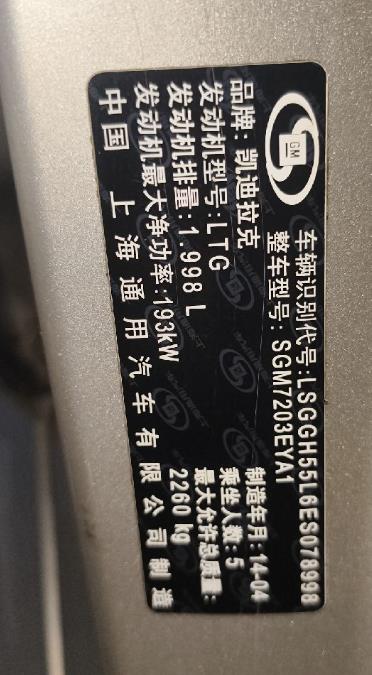 GM
车辆识别代号:LSGGH55L6ES078998
整车型号:SGM7203EYA1
品牌:凯迪拉克
制造年月:14-04
发动机型号:LTG
乘坐人数:5
发动机排量:1.998 L
最大允许总质量:
发动机最大净功率:193kW
2260 kg
中国 上海通用汽车有限公司制造